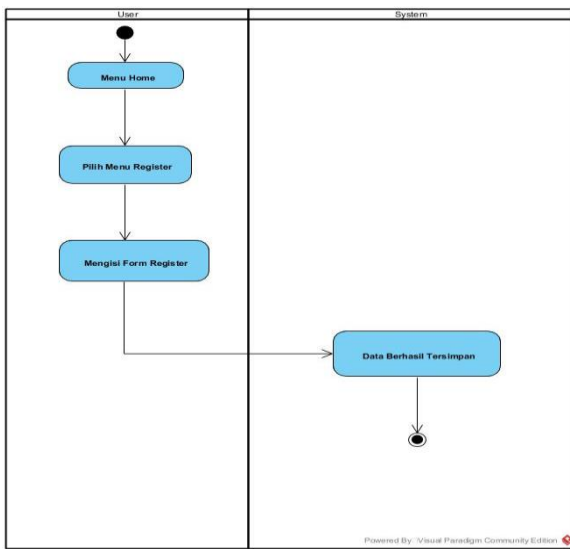 User
System
Menu Home
Pilih Menu Register
Mengisi Form Register
Data Berhasil Tersimpan
Powered By: Visual Paradigm Community Edition